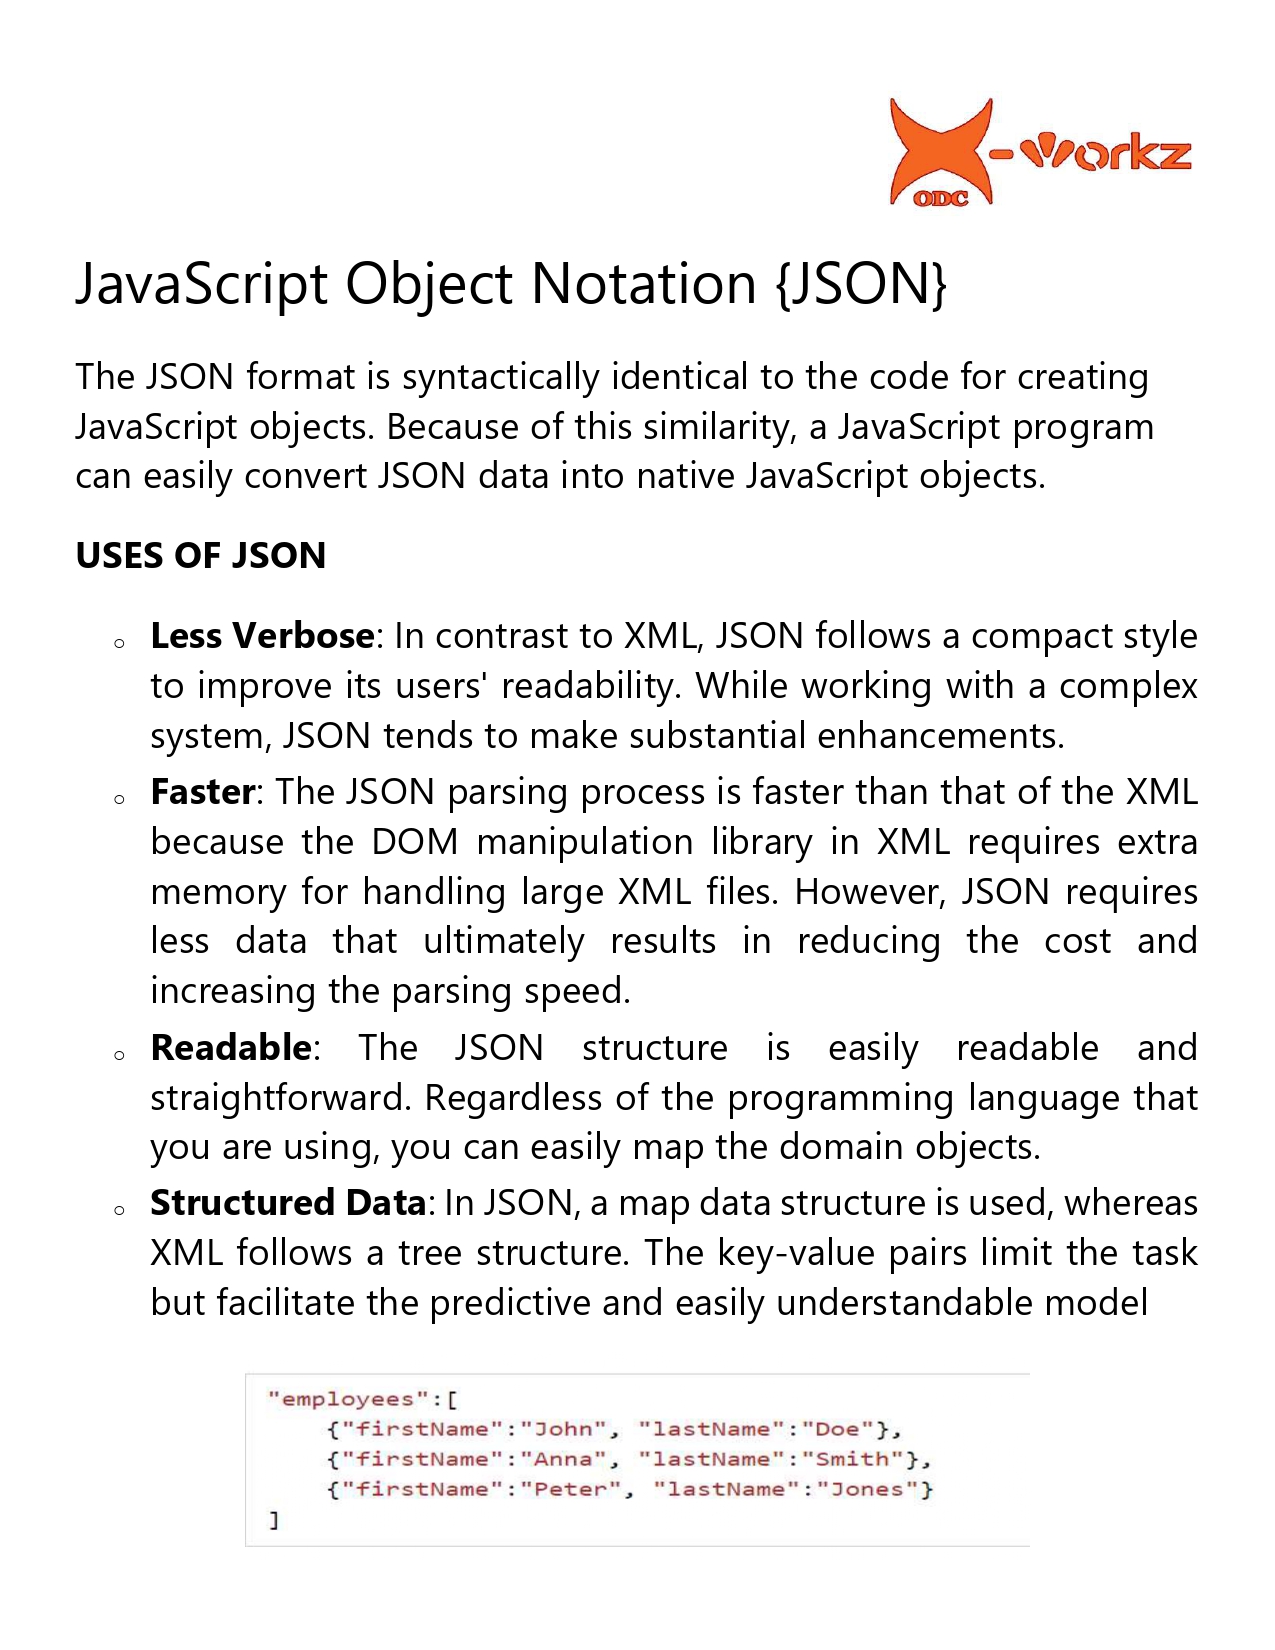 X-workz
ODC
JavaScript Object Notation {JSON}
The JSON format is syntactically identical to the code for creating
JavaScript objects. Because of this similarity, a JavaScript program
can easily convert JSON data into native JavaScript objects.
USES OF JSON
○ Less Verbose: In contrast to XML, JSON follows a compact style
to improve its users' readability. While working with a complex
system, JSON tends to make substantial enhancements.
○ Faster: The JSON parsing process is faster than that of the XML
because the DOM manipulation library in XML requires extra
memory for handling large XML files. However, JSON requires
less data that ultimately results in reducing the cost and
increasing the parsing speed.
○ Readable: The JSON structure is easily readable and
straightforward. Regardless of the programming language that
you are using, you can easily map the domain objects.
○ Structured Data: In JSON, a map data structure is used, whereas
XML follows a tree structure. The key-value pairs limit the task
but facilitate the predictive and easily understandable model
"employees":[
    {"firstName":"John", "lastName":"Doe"},
    {"firstName":"Anna", "lastName":"Smith"},
    {"firstName":"Peter", "lastName":"Jones"}
]